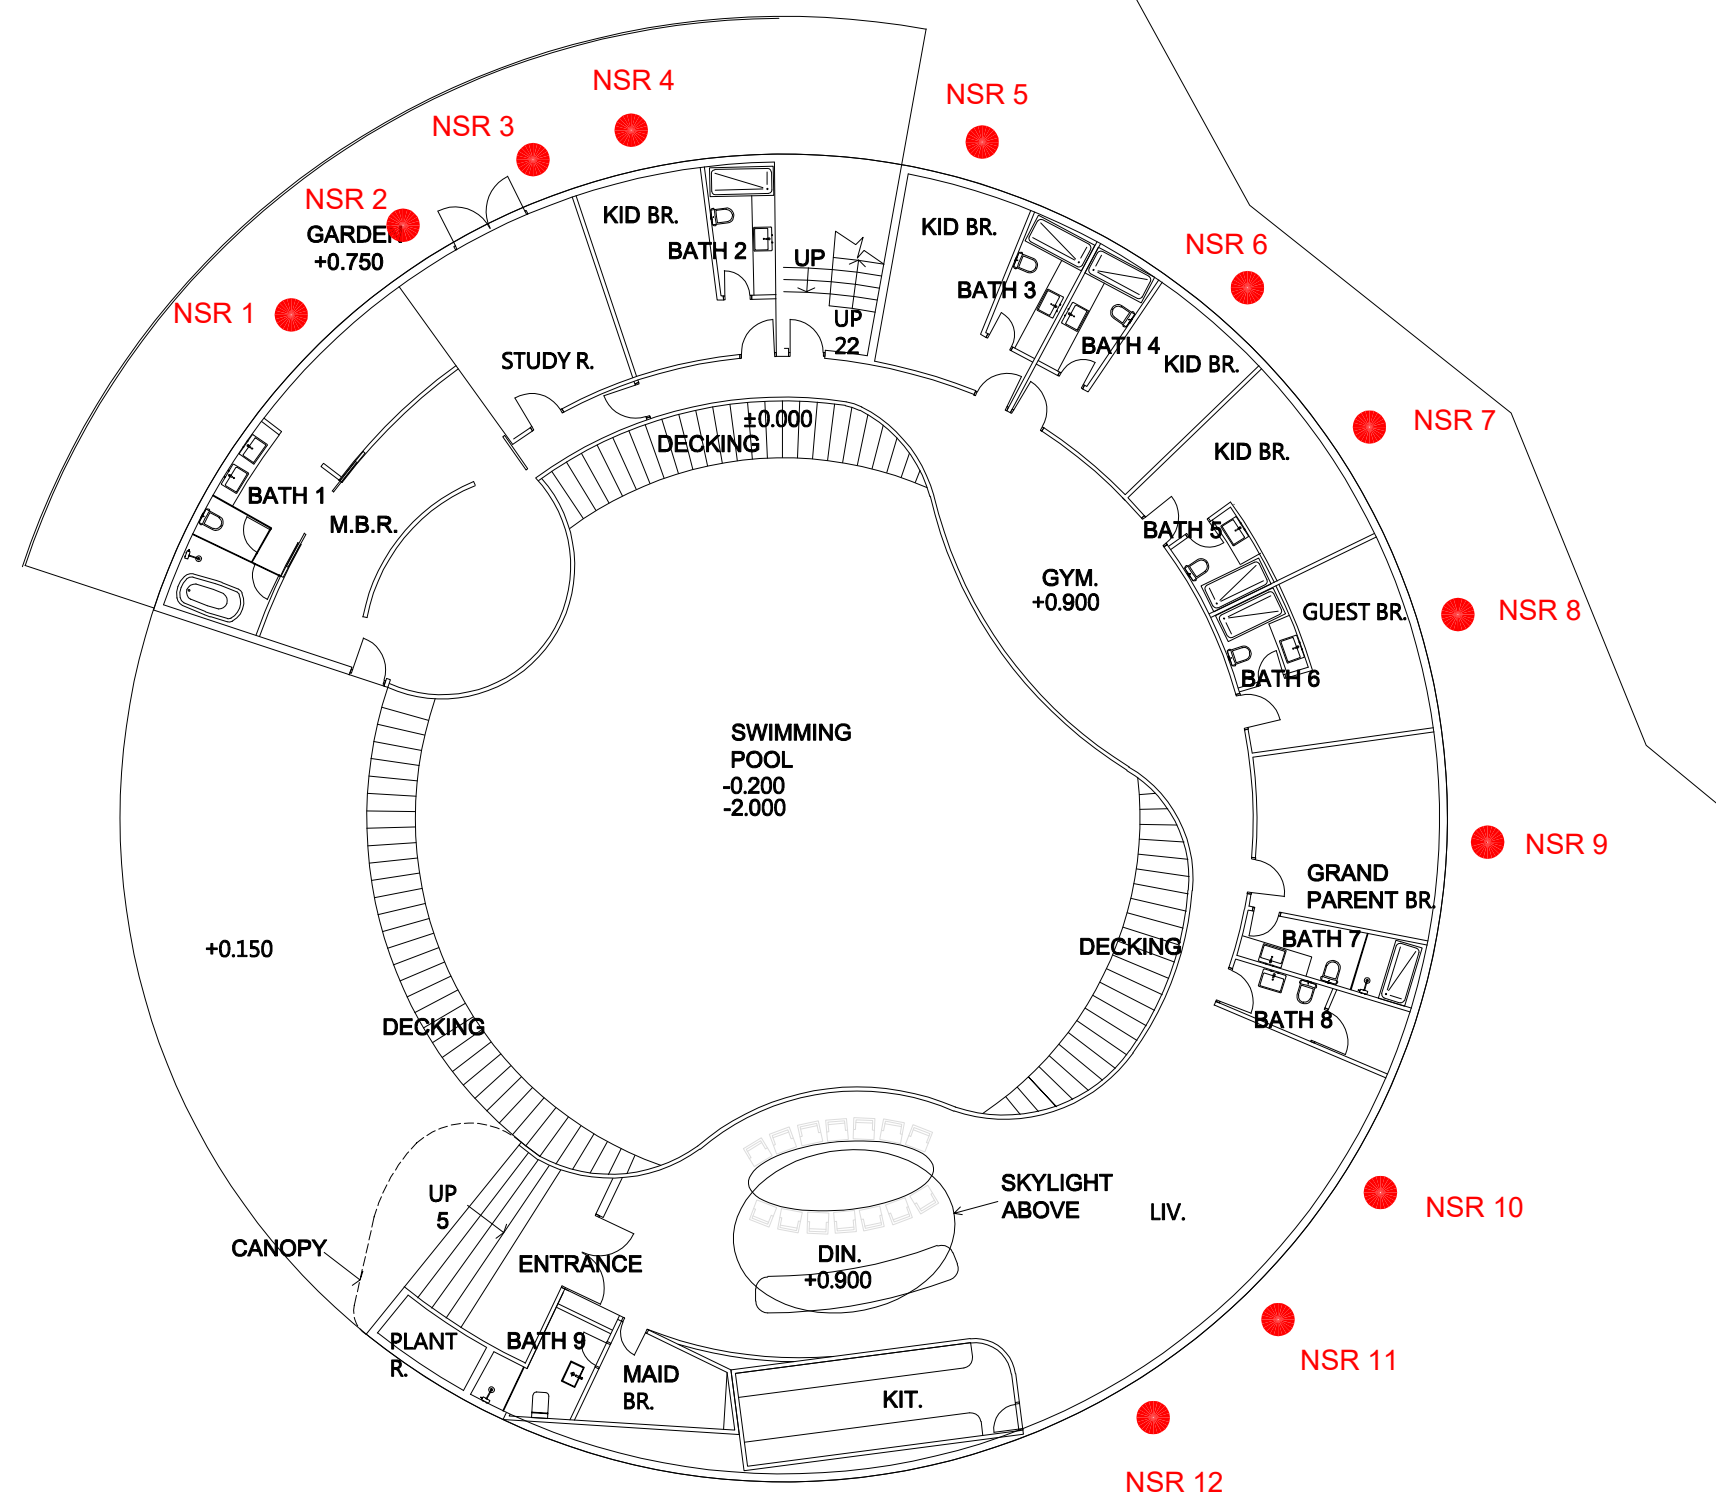 NSR 4
NSR 5
NSR 3
NSR 2
GARDEN
+0.750
KID BR.
KID BR.
BATH 2
UP
NSR 6
BATH 3
NSR 1
UP
22
BATH 4
KID BR.
STUDY R.
±0.000
DECKING
NSR 7
KID BR.
BATH 1
M.B.R.
BATH 5
GYM.
+0.900
GUEST BR.
NSR 8
BATH 6
SWIMMING
POOL
-0.200
-2.000
NSR 9
GRAND
PARENT BR.
BATH 7
+0.150
DECKING
DECKING
BATH 8
UP
5
SKYLIGHT
ABOVE
LIV.
NSR 10
CANOPY
ENTRANCE
DIN.
+0.900
PLANT
R.
BATH 9
MAID
BR.
KIT.
NSR 11
NSR 12